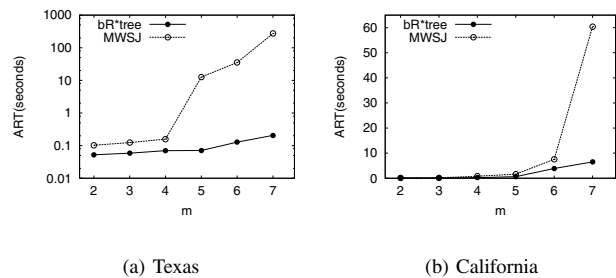 bR*tree
MWSJ
ART(seconds)
1000
100
10
1
0.1
0.01
2 3 4 5 6 7
m
(a) Texas
bR*tree
MWSJ
ART(seconds)
60
50
40
30
20
10
0
2 3 4 5 6 7
m
(b) California